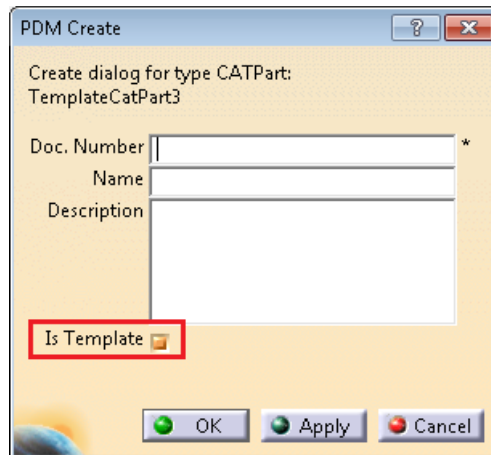 PDM Create
?
Create dialog for type CATPart:
TemplateCatPart3
Doc. Number *
Name
Description
Is Template
OK Apply Cancel